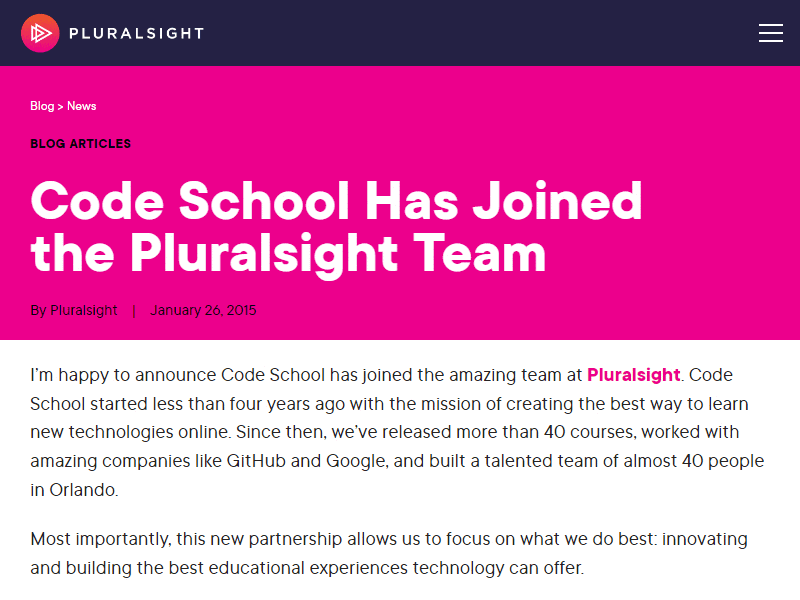 PLURALSIGHT
Blog > News
BLOG ARTICLES
Code School Has Joined
the Pluralsight Team
By Pluralsight | January 26, 2015
I’m happy to announce Code School has joined the amazing team at Pluralsight. Code
School started less than four years ago with the mission of creating the best way to learn
new technologies online. Since then, we’ve released more than 40 courses, worked with
amazing companies like GitHub and Google, and built a talented team of almost 40 people
in Orlando.
Most importantly, this new partnership allows us to focus on what we do best: innovating
and building the best educational experiences technology can offer.